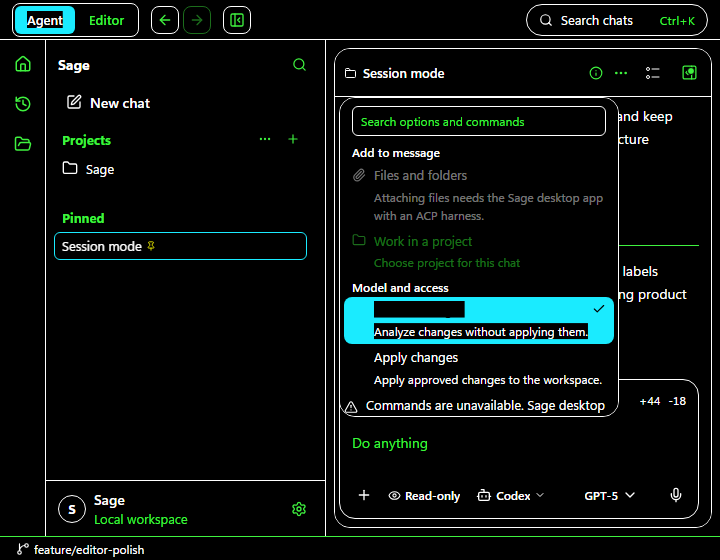 Agent
Editor
Search chats
Ctrl+K
Sage
New chat
Projects
Sage
Pinned
Session mode
S
Sage
Local workspace
feature/editor-polish
Session mode
and keep
cture
labels
ng product
Search options and commands
Add to message
Files and folders
Attaching files needs the Sage desktop app
with an ACP harness.
Work in a project
Choose project for this chat
Model and access
Analyze changes without applying them.
Apply changes
Apply approved changes to the workspace.
Commands are unavailable. Sage desktop
+44 -18
Do anything
Read-only
Codex
GPT-5